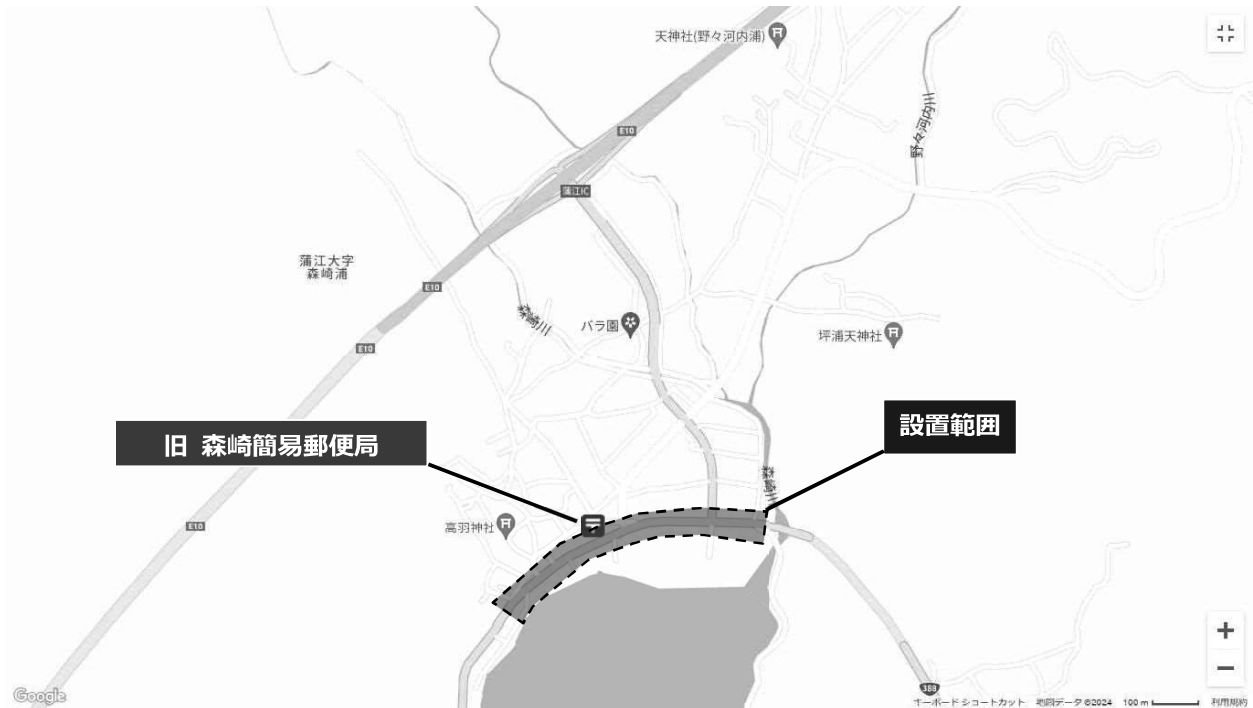 天神社(野々河内浦)
E10
野々河内川
蒲江IC
蒲江大字
森崎浦
E10
森崎川
バラ園
坪浦天神社
E10
設置範囲
旧 森崎簡易郵便局
森崎川
E10
高羽神社
388
Google
キーボード ショートカット 地図データ ©2024 100 m 利用規約